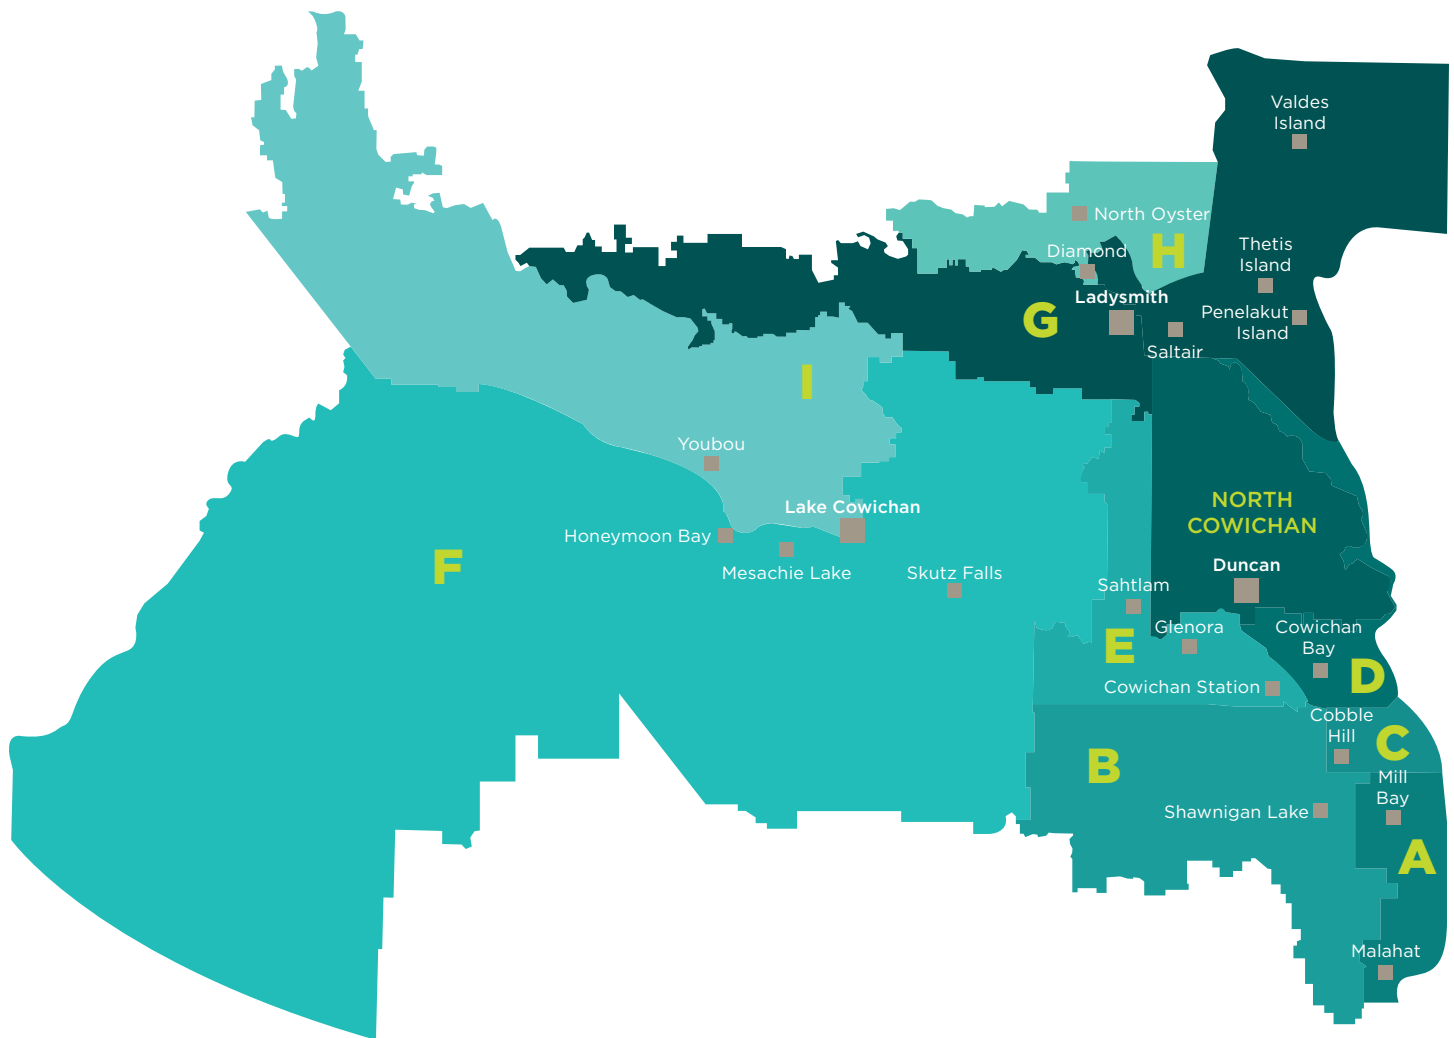 Valdes
Island
North Oyster
H
Diamond
Thetis
Island
Ladysmith
G
Penelakut
Island
Saltair
I
Youbou
Lake Cowichan
NORTH
COWICHAN
Honeymoon Bay
F
Mesachie Lake
Skutz Falls
Duncan
Sahtlam
Glenora
E
Cowichan
Bay
D
Cowichan Station
Cobble
Hill
C
B
Mill
Bay
Shawnigan Lake
A
Malahat